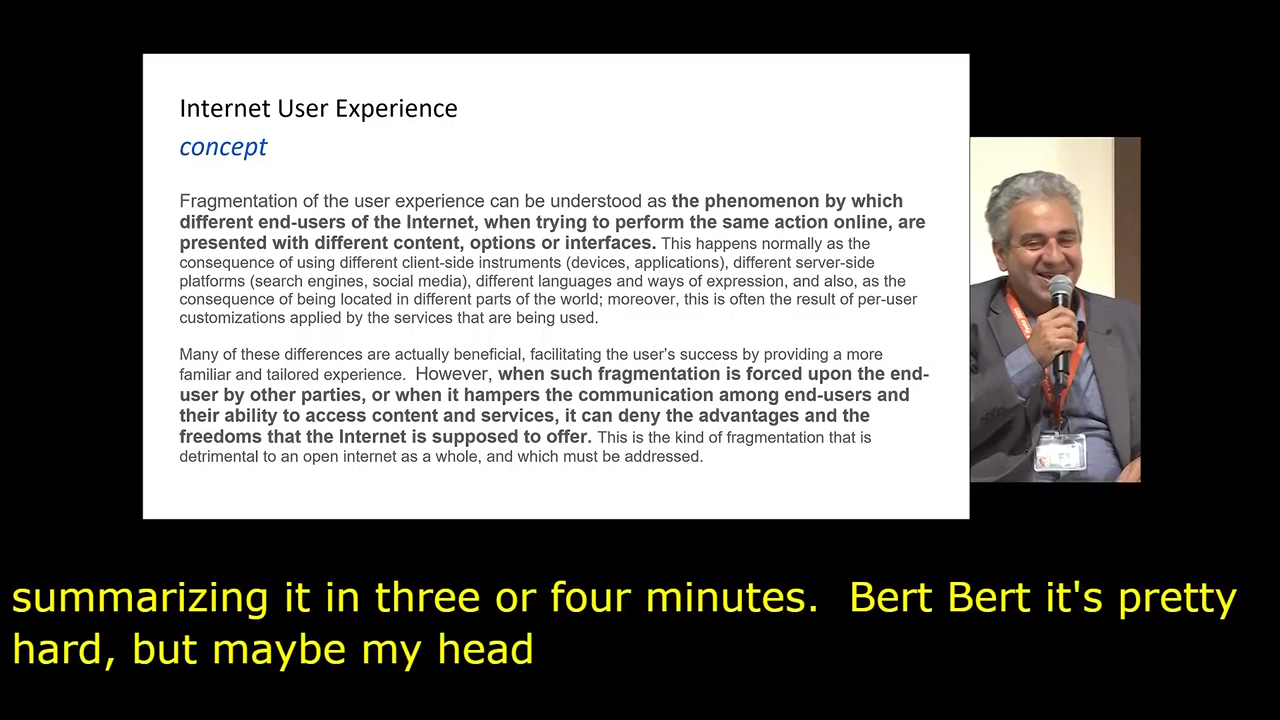 Internet User Experience
concept
Fragmentation of the user experience can be understood as the phenomenon by which
different end-users of the Internet, when trying to perform the same action online, are
presented with different content, options or interfaces. This happens normally as the
consequence of using different client-side instruments (devices, applications), different server-side
platforms (search engines, social media), different languages and ways of expression, and also, as the
consequence of being located in different parts of the world; moreover, this is often the result of per-user
customizations applied by the services that are being used.
Many of these differences are actually beneficial, facilitating the user's success by providing a more
familiar and tailored experience. However, when such fragmentation is forced upon the end-
user by other parties, or when it hampers the communication among end-users and
their ability to access content and services, it can deny the advantages and the
freedoms that the Internet is supposed to offer. This is the kind of fragmentation that is
detrimental to an open internet as a whole, and which must be addressed.
summarizing it in three or four minutes.  Bert Bert it's pretty
hard, but maybe my head